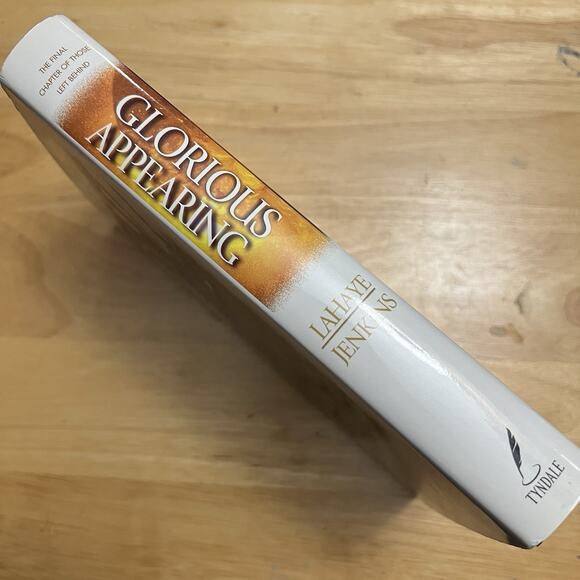 THE FINAL
CHAPTER OF THOSE
LEFT BEHIND
GLORIOUS
APPEARING
LAHAYE
JENKINS
TYNDALE